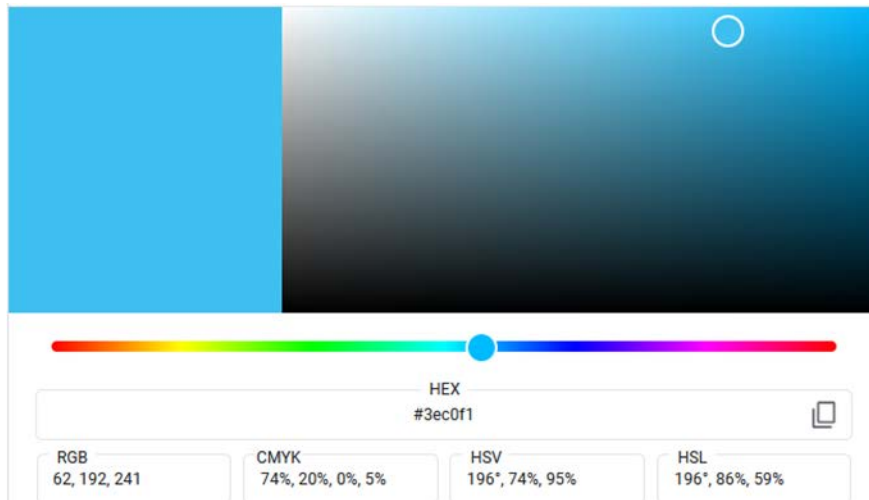 HEX
#3ec0f1
RGB
62, 192, 241
CMYK
74%, 20%, 0%, 5%
HSV
196°, 74%, 95%
HSL
196°, 86%, 59%